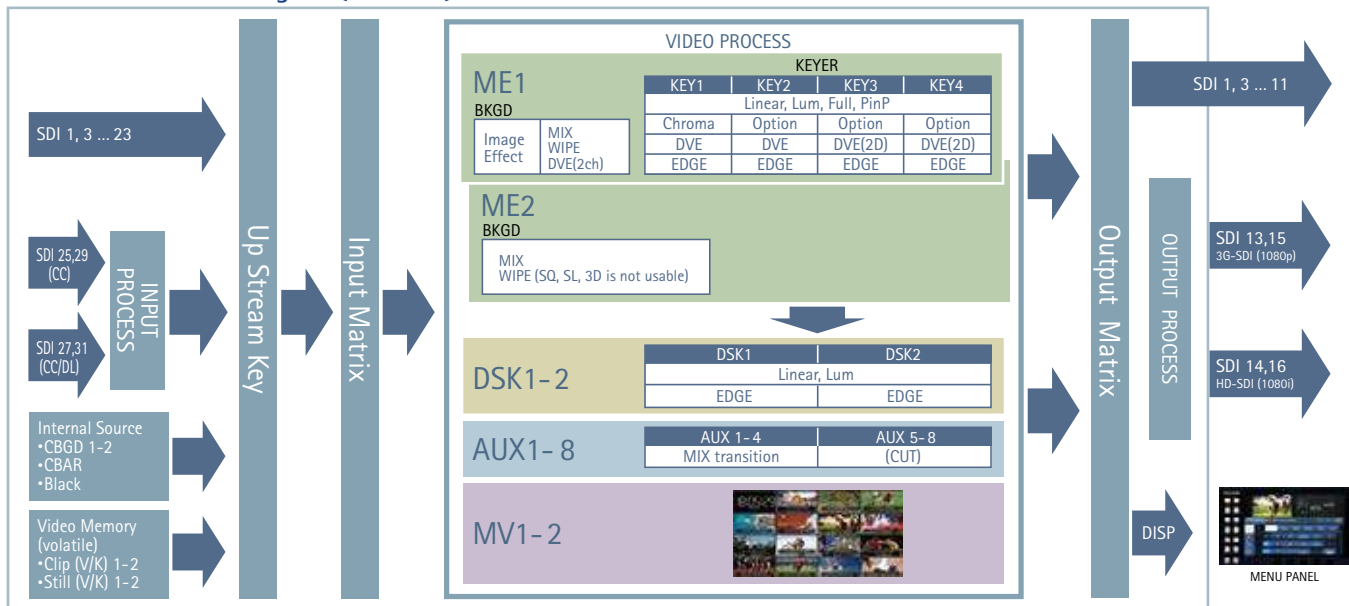 VIDEO PROCESS
ME1
BKGD
Image
Effect
MIX
WIPE
DVE(2ch)
KEYER
KEY1 KEY2 KEY3 KEY4
Linear, Lum, Full, PinP
Chroma Option Option Option
DVE DVE DVE(2D) DVE(2D)
EDGE EDGE EDGE EDGE
ME2
BKGD
MIX
WIPE (SQ, SL, 3D is not usable)
DSK1-2
DSK1 DSK2
Linear, Lum
EDGE EDGE
AUX1-8
AUX 1-4 AUX 5-8
MIX transition (CUT)
MV1-2
SDI 1, 3 ... 23
SDI 25,29
(CC)
SDI 27,31
(CC/DL)
INPUT
PROCESS
Internal Source
•CBGD 1-2
•CBAR
•Black
Video Memory
(volatile)
•Clip (V/K) 1-2
•Still (V/K) 1-2
Up Stream Key
Input Matrix
Output Matrix
OUTPUT PROCESS
SDI 1, 3 ... 11
SDI 13,15
3G-SDI (1080p)
SDI 14,16
HD-SDI (1080i)
DISP
MENU PANEL